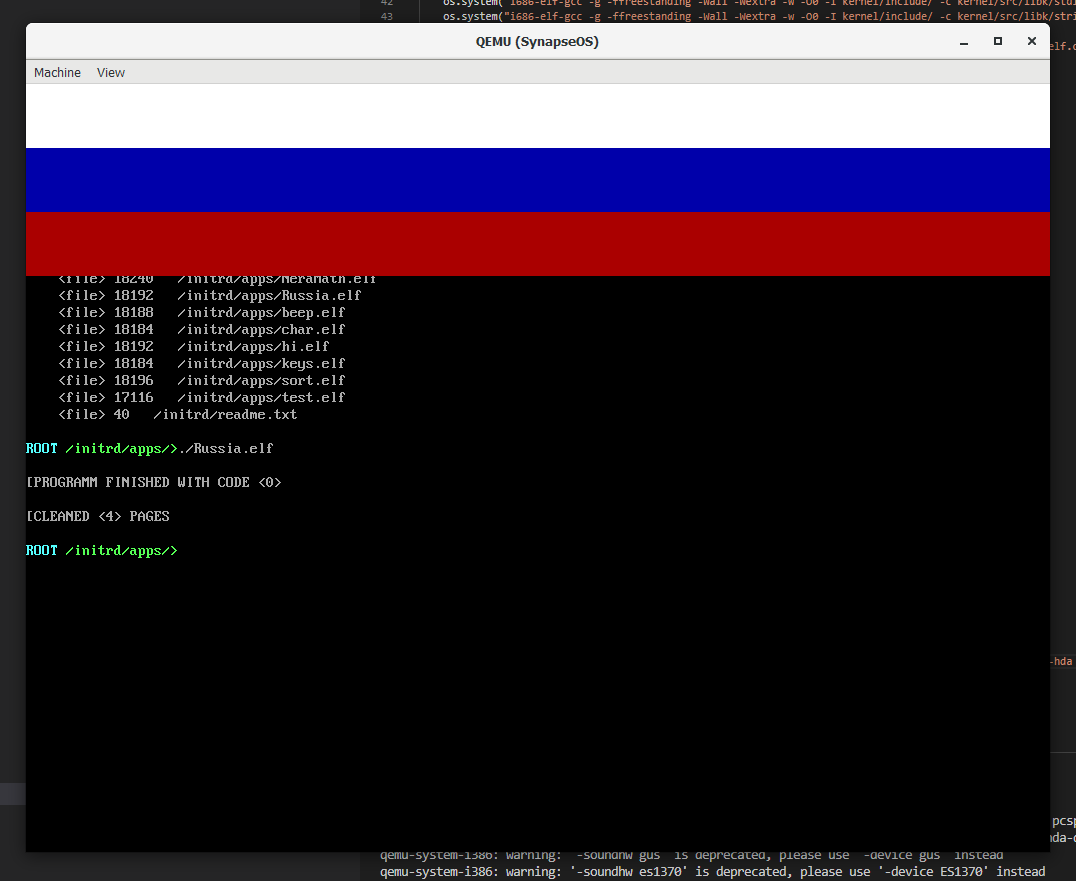 42 os.system("i686-elf-gcc -g -ffreestanding -Wall -Wextra -w -O0 -I kernel/include/ -c kernel/src/libk/
43 os.system("i686-elf-gcc -g -ffreestanding -Wall -Wextra -w -O0 -I kernel/include/ -c kernel/src/libk/
QEMU (SynapseOS)
Machine View
<file> 18240 /initrd/apps/Neramath.elf
<file> 18192 /initrd/apps/Russia.elf
<file> 18188 /initrd/apps/beep.elf
<file> 18184 /initrd/apps/char.elf
<file> 18192 /initrd/apps/hi.elf
<file> 18184 /initrd/apps/keys.elf
<file> 18196 /initrd/apps/sort.elf
<file> 17116 /initrd/apps/test.elf
<file> 40 /initrd/readme.txt
ROOT /initrd/apps/>./Russia.elf
[PROGRAMM FINISHED WITH CODE <0>
[CLEANED <4> PAGES
ROOT /initrd/apps/>
-hda
qemu-system-i386: warning: '-soundhw gus' is deprecated, please use '-device gus' instead
qemu-system-i386: warning: '-soundhw es1370' is deprecated, please use '-device ES1370' instead